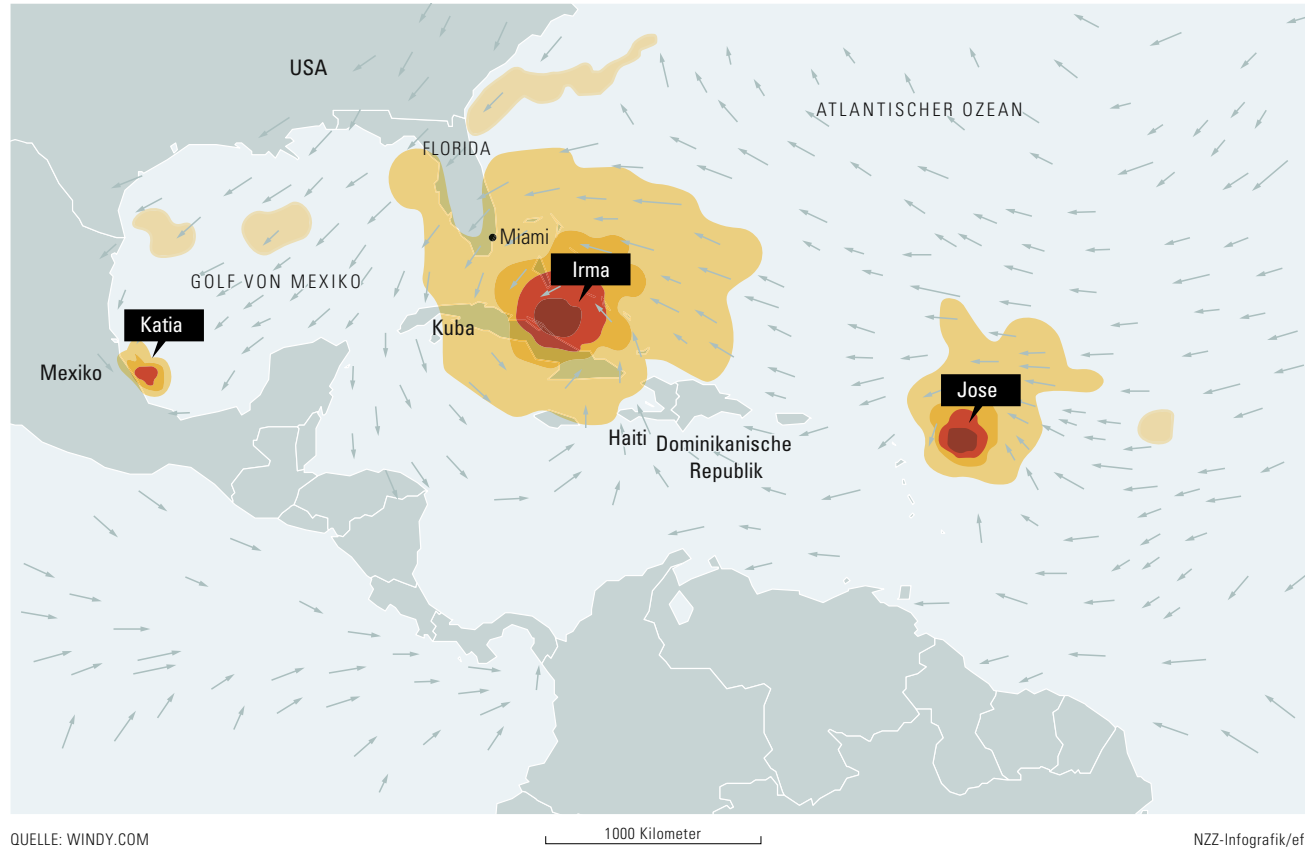 USA
ATLANTISCHER OZEAN
FLORIDA
Miami
Irma
GOLF VON MEXIKO
Katia
Kuba
Mexiko
Jose
Haiti
Dominikanische
Republik
QUELLE: WINDY.COM
1000 Kilometer
NZZ-Infografik/ef